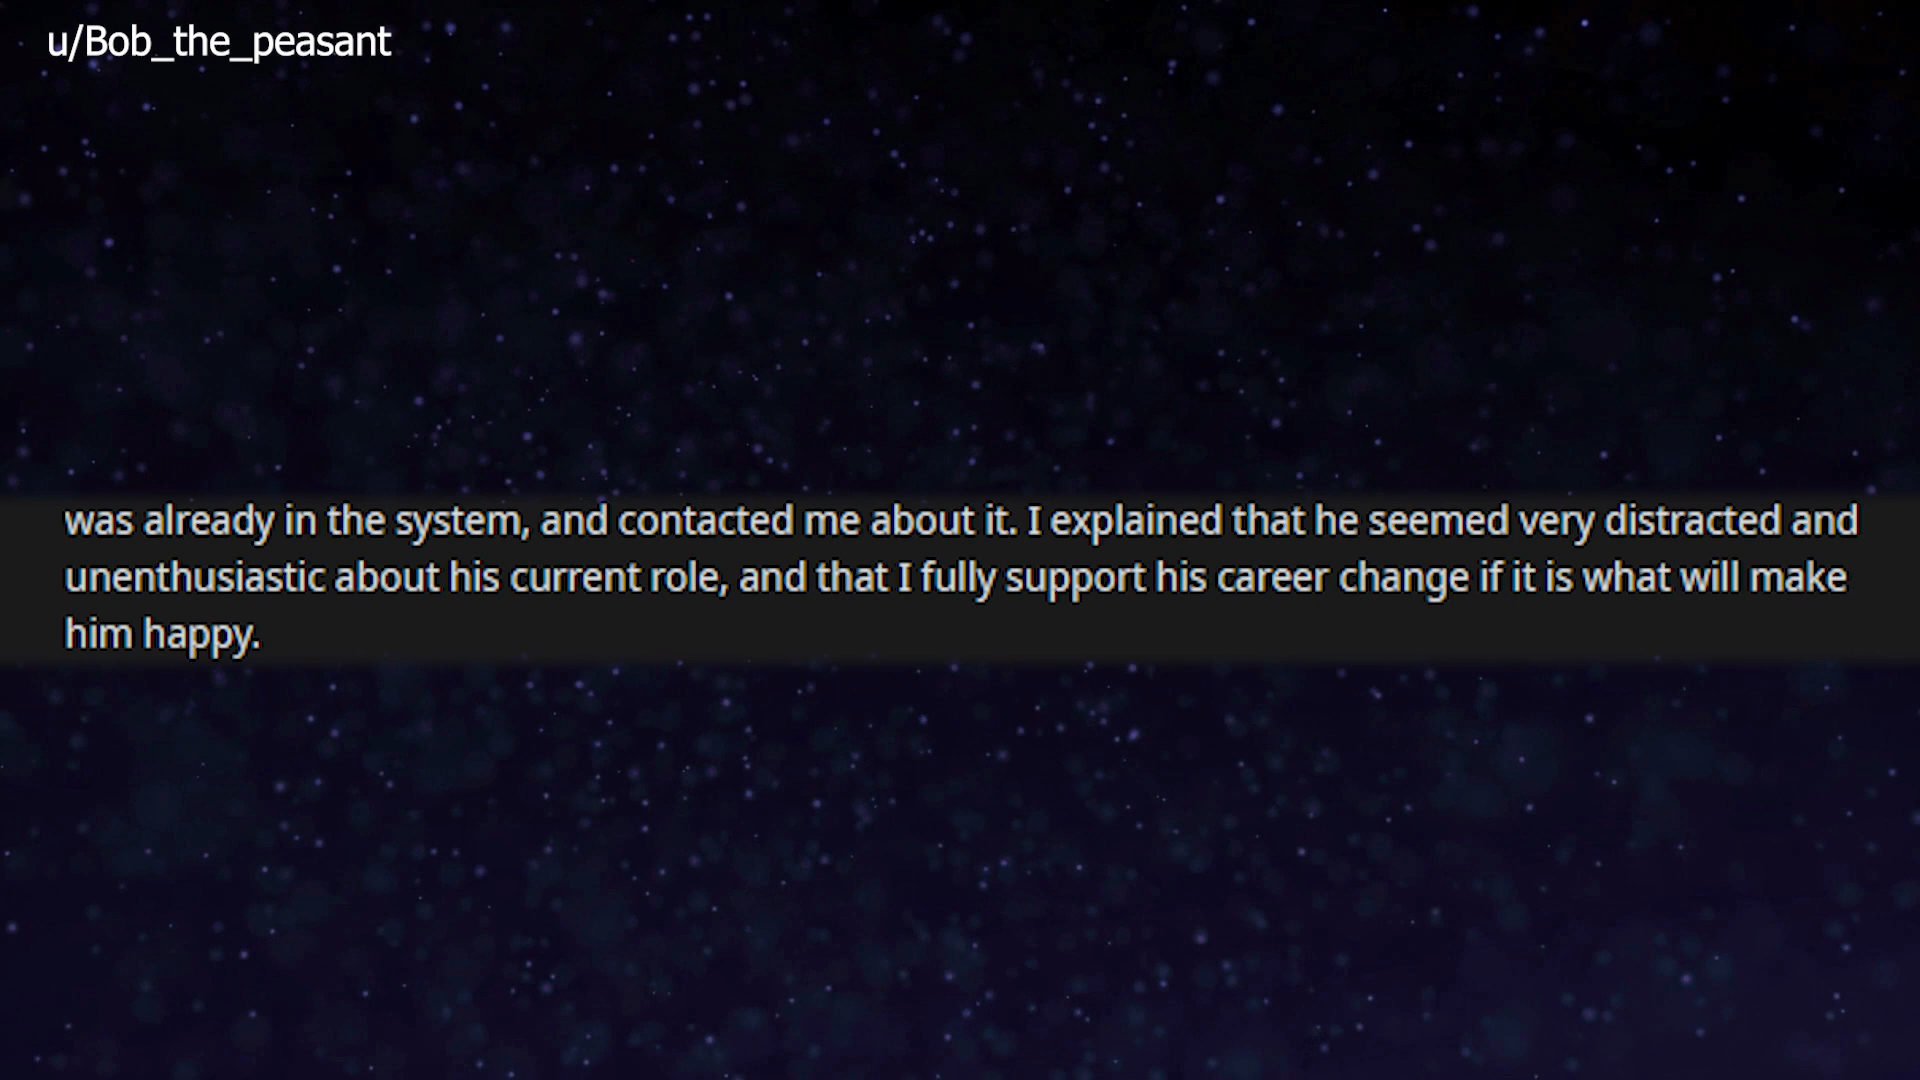 u/Bob_the_peasant
was already in the system, and contacted me about it. I explained that he seemed very distracted and
unenthusiastic about his current role, and that I fully support his career change if it is what will make
him happy.